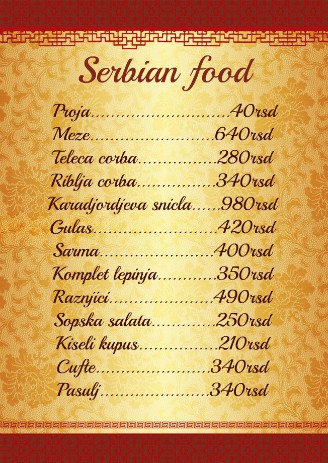 Serbian food
Proja......................40rsd
Meze....................640rsd
Teleca corba.............280rsd
Riblja corba.............340rsd
Karadjordjeva snicla......980rsd
Gulas....................420rsd
Sarma...................400rsd
Komplet lepinja..........350rsd
Raznjici.................490rsd
Sopska salata...........250rsd
Kiseli kupus.............210rsd
Cufte...................340rsd
Pasulj...................340rsd